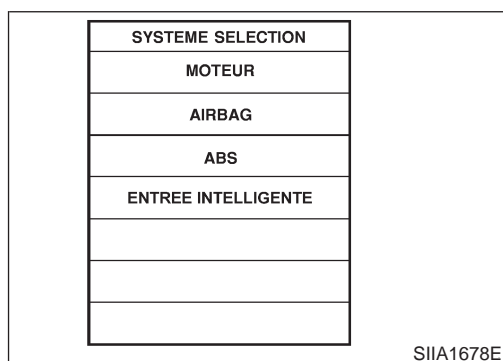 SYSTEME SELECTION
MOTEUR
AIRBAG
ABS
ENTREE INTELLIGENTE
SIIA1678E